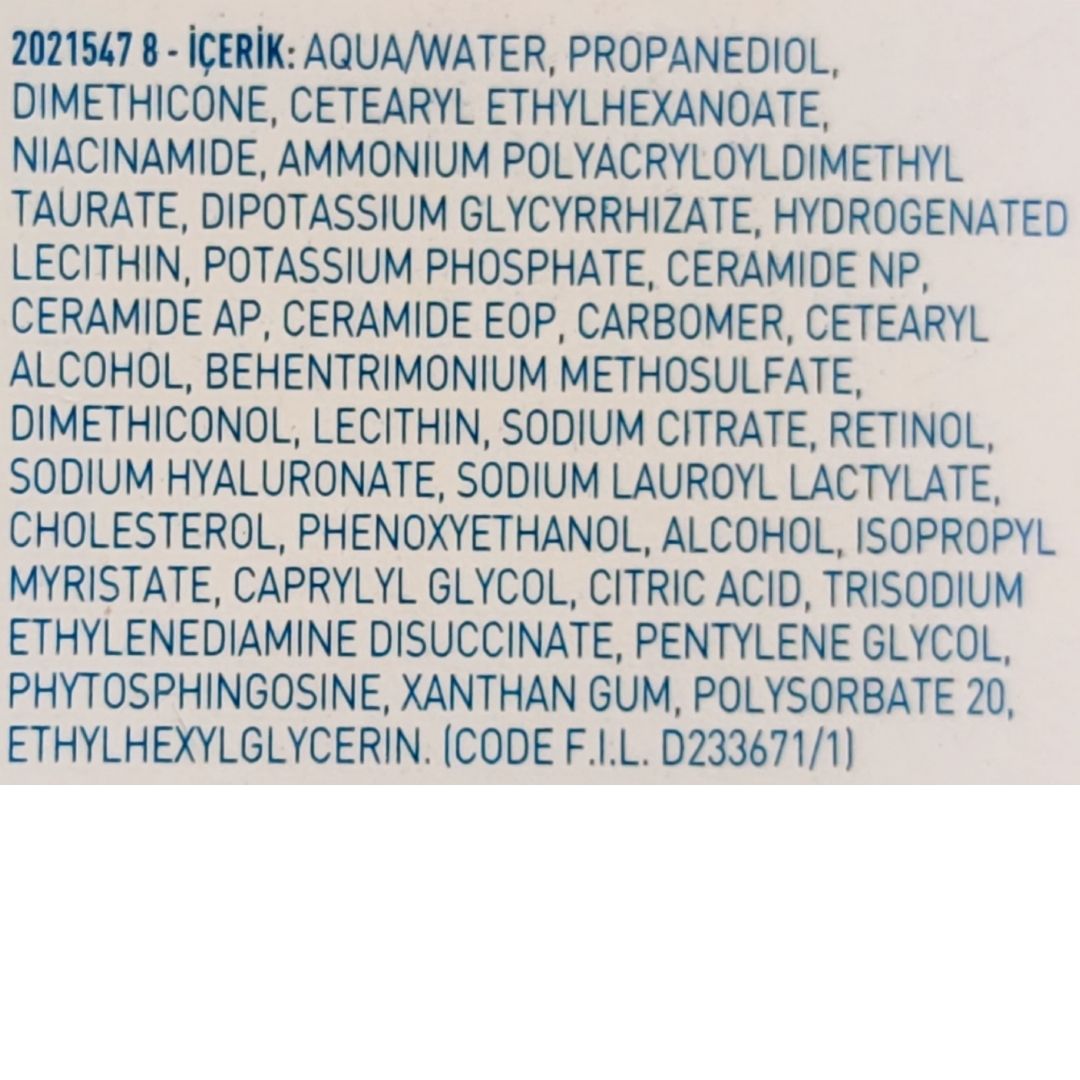 2021547 8 - İÇERİK: AQUA/WATER, PROPANEDIOL,
DIMETHICONE, CETEARYL ETHYLHEXANOATE,
NIACINAMIDE, AMMONIUM POLYACRYLOYLDIMETHYL
TAURATE, DIPOTASSIUM GLYCYRRHIZATE, HYDROGENATED
LECITHIN, POTASSIUM PHOSPHATE, CERAMIDE NP,
CERAMIDE AP, CERAMIDE EOP, CARBOMER, CETEARYL
ALCOHOL, BEHENTRIMONIUM METHOSULFATE,
DIMETHICONOL, LECITHIN, SODIUM CITRATE, RETINOL,
SODIUM HYALURONATE, SODIUM LAUROYL LACTYLATE,
CHOLESTEROL, PHENOXYETHANOL, ALCOHOL, ISOPROPYL
MYRISTATE, CAPRYLYL GLYCOL, CITRIC ACID, TRISODIUM
ETHYLENEDIAMINE DISUCCINATE, PENTYLENE GLYCOL,
PHYTOSPHINGOSINE, XANTHAN GUM, POLYSORBATE 20,
ETHYLHEXYLGLYCERIN. (CODE F.I.L. D233671/1)